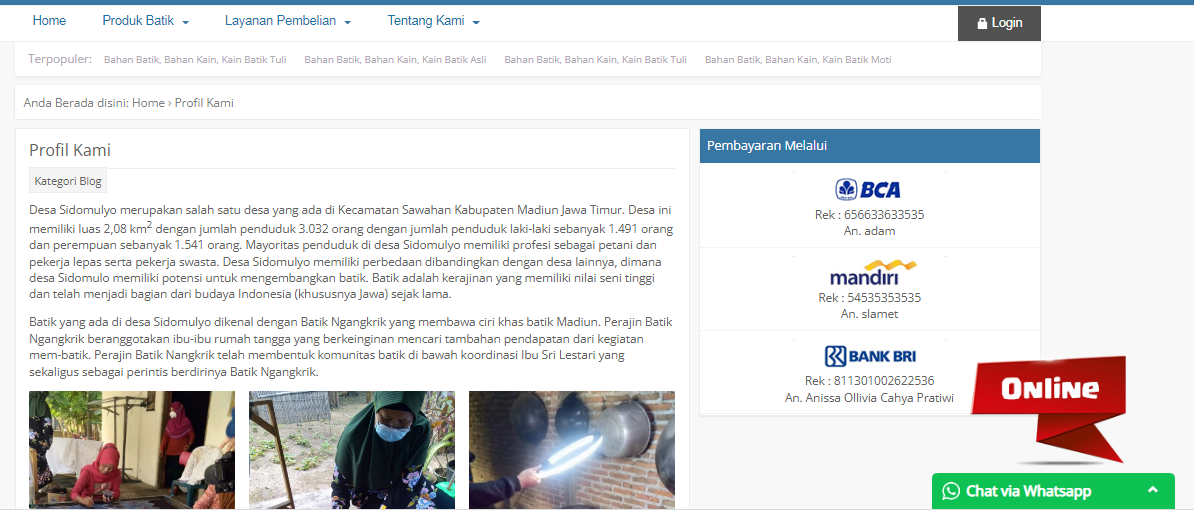 Home Produk Batik Layanan Pembelian Tentang Kami Login
Terpopuler: Bahan Batik, Bahan Kain, Kain Batik Tuli Bahan Batik, Bahan Kain, Kain Batik Asli Bahan Batik, Bahan Kain, Kain Batik Tuli Bahan Batik, Bahan Kain, Kain Batik Moti
Anda Berada disini: Home › Profil Kami
Profil Kami
Kategori Blog
Desa Sidomulyo merupakan salah satu desa yang ada di Kecamatan Sawahan Kabupaten Madiun Jawa Timur. Desa ini
memiliki luas 2,08 km² dengan jumlah penduduk 3.032 orang dengan jumlah penduduk laki-laki sebanyak 1.491 orang
dan perempuan sebanyak 1.541 orang. Mayoritas penduduk di desa Sidomulyo memiliki profesi sebagai petani dan
pekerja lepas serta pekerja swasta. Desa Sidomulyo memiliki perbedaan dibandingkan dengan desa lainnya, dimana
desa Sidomulo memiliki potensi untuk mengembangkan batik. Batik adalah kerajinan yang memiliki nilai seni tinggi
dan telah menjadi bagian dari budaya Indonesia (khususnya Jawa) sejak lama.
Batik yang ada di desa Sidomulyo dikenal dengan Batik Ngangkrik yang membawa ciri khas batik Madiun. Perajin Batik
Ngangkrik beranggotakan ibu-ibu rumah tangga yang berkeinginan mencari tambahan pendapatan dari kegiatan
mem-batik. Perajin Batik Nangkrik telah membentuk komunitas batik di bawah koordinasi Ibu Sri Lestari yang
sekaligus sebagai perintis berdirinya Batik Ngangkrik.
Pembayaran Melalui
BCA
Rek : 656633633535
An. adam
mandiri
Rek : 54535353535
An. slamet
BANK BRI
Rek : 811301002622536
An. Anissa Ollivia Cahya Pratiwi
Online
Chat via Whatsapp